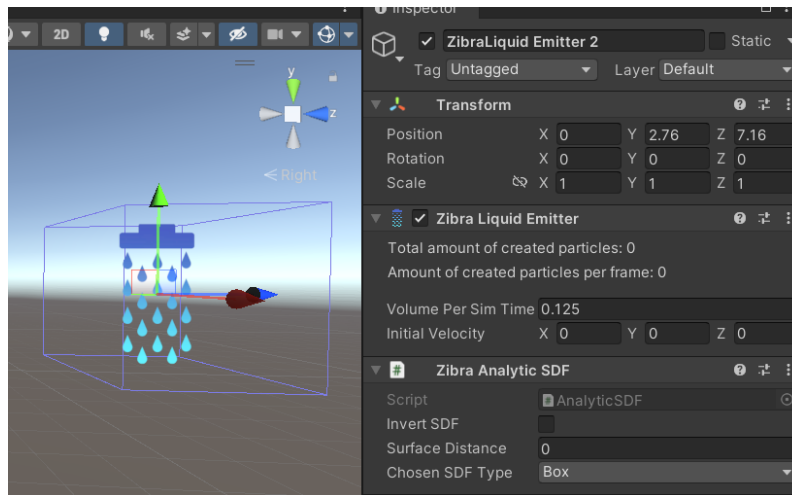 Inspector
2D
ZibraLiquid Emitter 2
Static
Tag Untagged
Layer Default
y
z
Right
Transform
Position X 0 Y 2.76 Z 7.16
Rotation X 0 Y 0 Z 0
Scale X 1 Y 1 Z 1
Zibra Liquid Emitter
Total amount of created particles: 0
Amount of created particles per frame: 0
Volume Per Sim Time 0.125
Initial Velocity X 0 Y 0 Z 0
Zibra Analytic SDF
Script AnalyticSDF
Invert SDF
Surface Distance 0
Chosen SDF Type Box